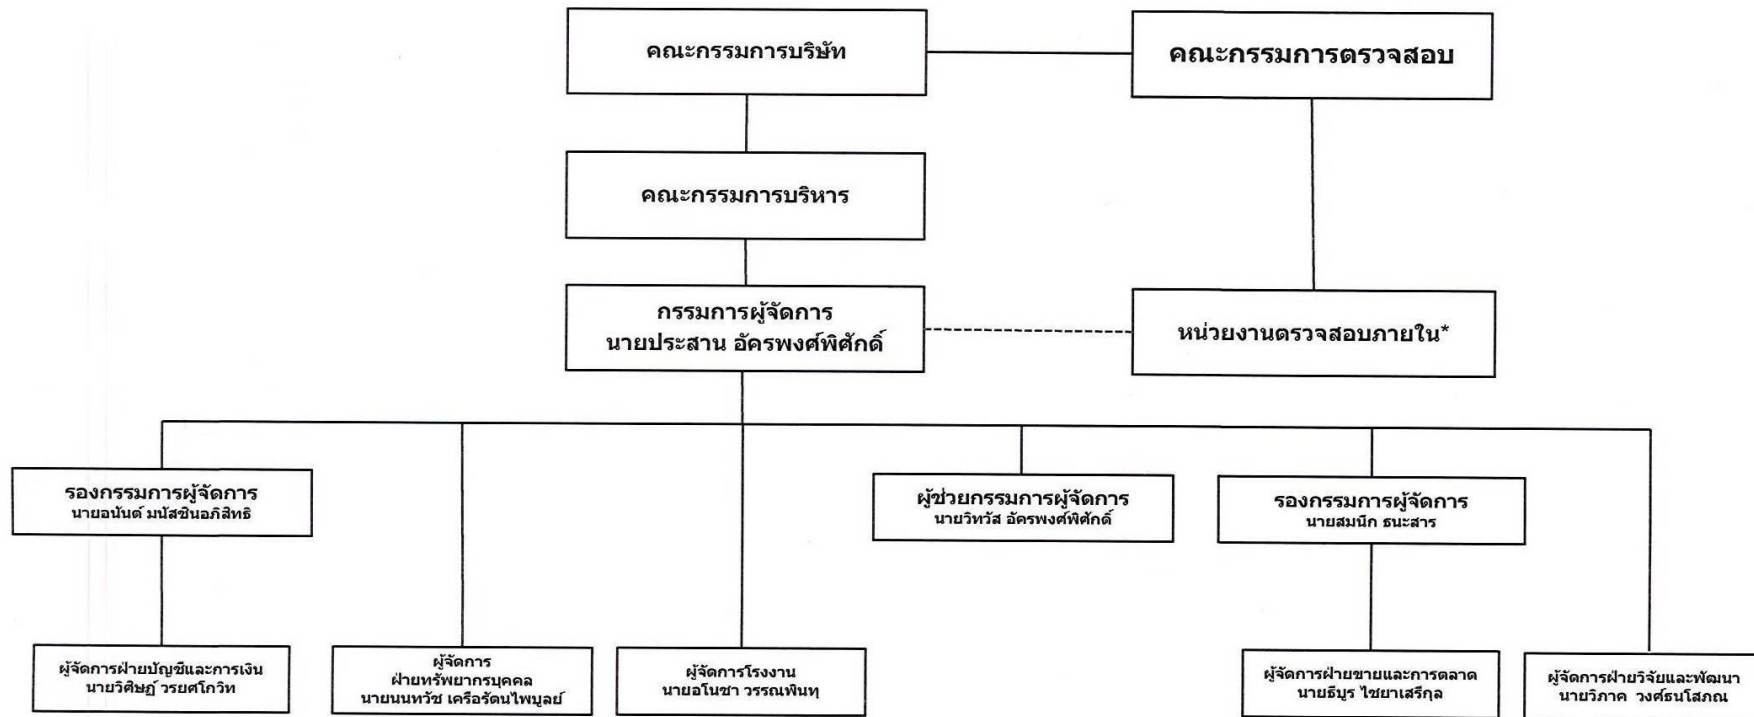 คณะกรรมการบริษัท
คณะกรรมการตรวจสอบ
คณะกรรมการบริหาร
กรรมการผู้จัดการ
นายประสาน อัครพงศ์พิศักดิ์
หน่วยงานตรวจสอบภายใน*
รองกรรมการผู้จัดการ
นายอนันต์ มนัสชินอภิสิทธิ
ผู้ช่วยกรรมการผู้จัดการ
นายวิทวัส อัครพงศ์พิศักดิ์
รองกรรมการผู้จัดการ
นายสมนึก ธนะสาร
ผู้จัดการฝ่ายบัญชีและการเงิน
นายวิศิษฏ์ วรยศโกวิท
ผู้จัดการ
ฝ่ายทรัพยากรบุคคล
นายนนทวัช เครือรัตนไพบูลย์
ผู้จัดการโรงงาน
นายอโนชา วรรณพินทุ
ผู้จัดการฝ่ายขายและการตลาด
นายธีบูร ไชยาเสรีกุล
ผู้จัดการฝ่ายวิจัยและพัฒนา
นายวิภาค วงศ์ธนโสภณ